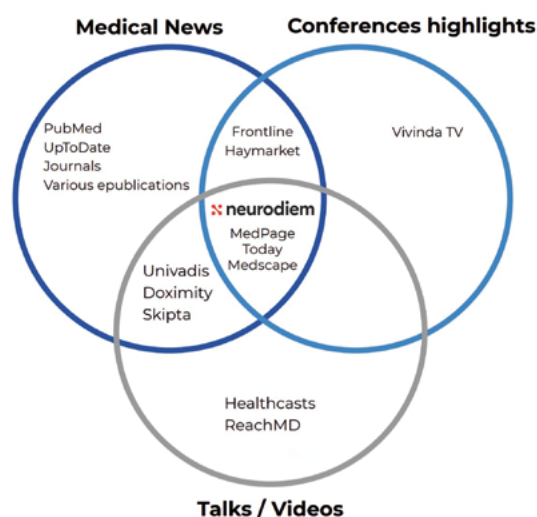 Medical News
Conferences highlights
PubMed
UpToDate
Journals
Various epublications
Frontline
Haymarket
Vivinda TV
neurodiem
MedPage
Today
Medscape
Univadis
Doximity
Skipta
Healthcasts
ReachMD
Talks / Videos